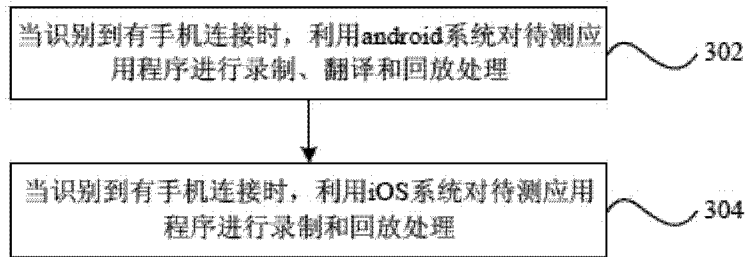 当识别到有手机连接时，利用android系统对待测应
用程序进行录制、翻译和回放处理
302
当识别到有手机连接时，利用iOS系统对待测应用
程序进行录制和回放处理
304